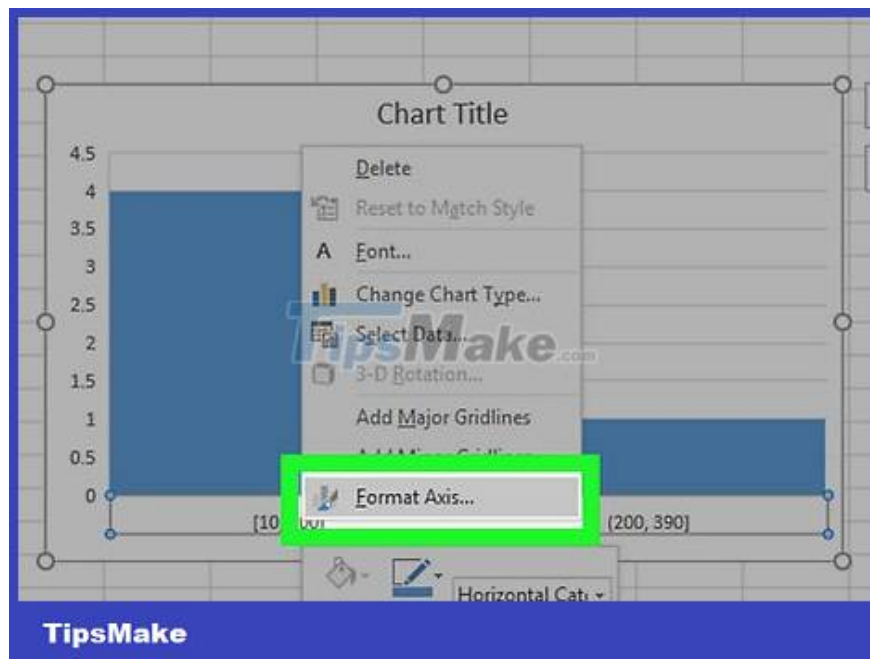 Chart Title
4.5
4
3.5
3
2.5
2
1.5
1
0.5
0
Delete
Reset to Match Style
A Font...
Change Chart Type...
Select Data...
3-D Rotation...
Add Major Gridlines
Format Axis...
(200, 390]
Horizontal Cat
TipsMake.com
TipsMake